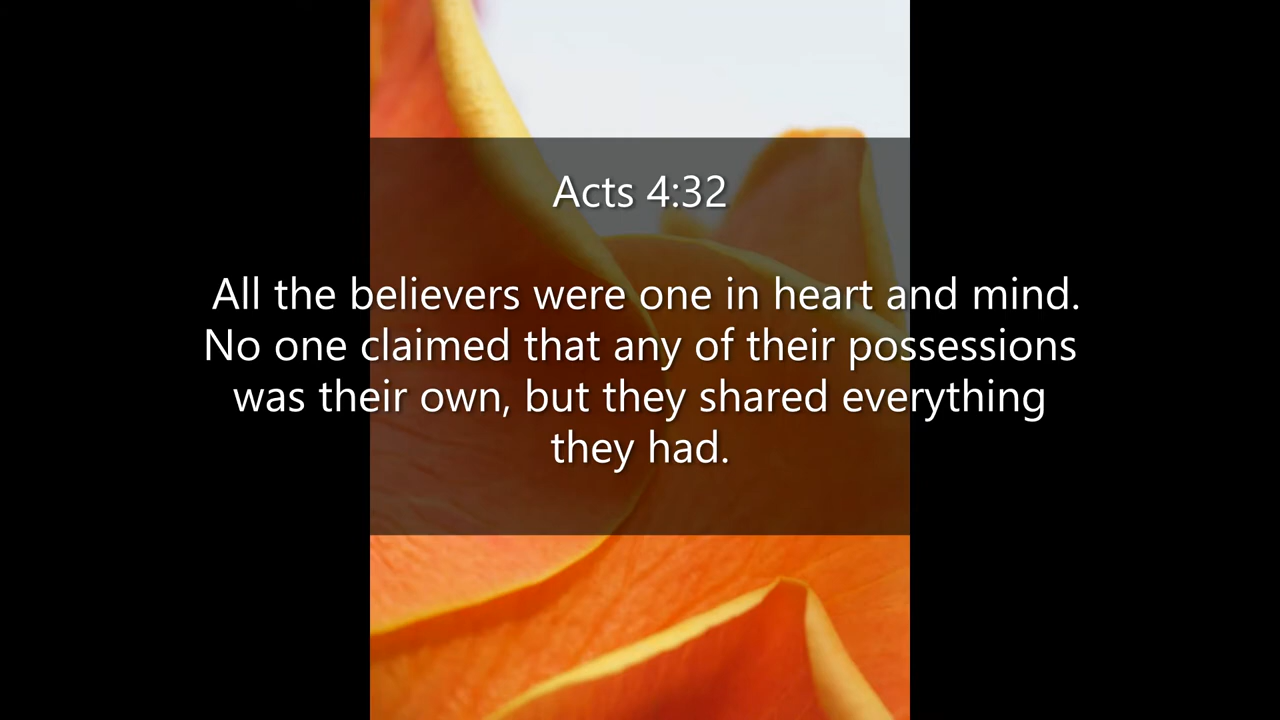 Acts 4:32
All the believers were one in heart and mind.
No one claimed that any of their possessions
was their own, but they shared everything
they had.